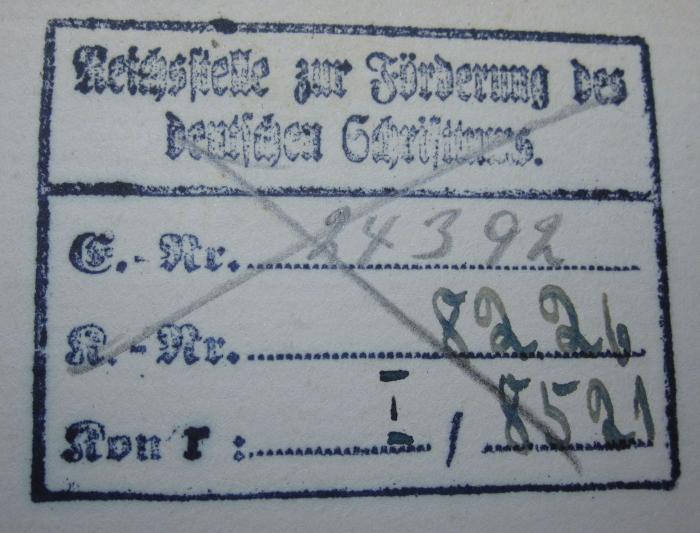 Reichsstelle zur Förderung des
deutschen Schrifttums.
E.-Nr. 24392
K.-Nr. 8226
Kontr: I / 8521